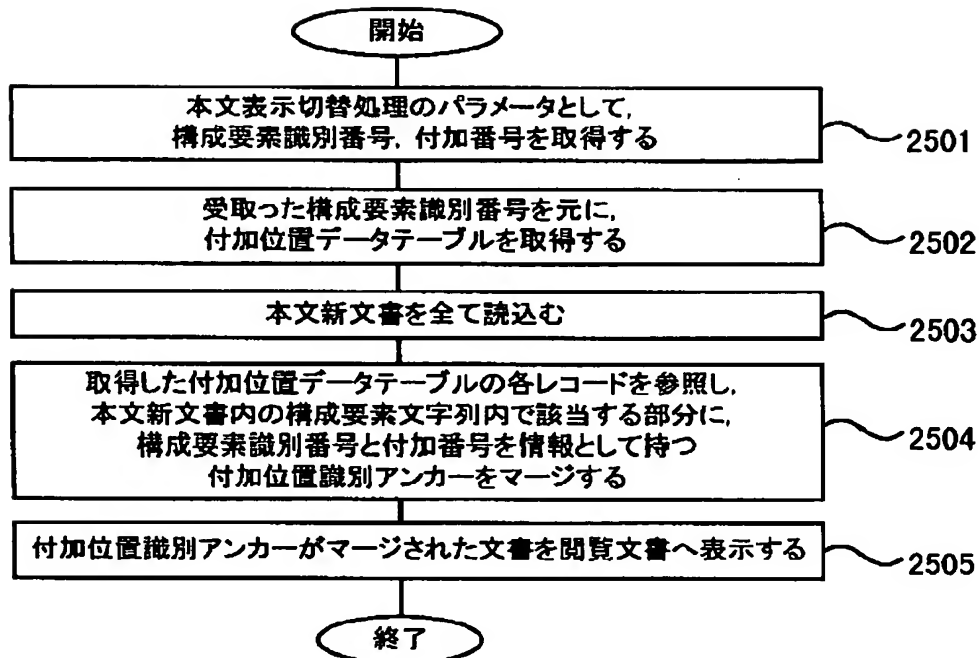 開始
本文表示切替処理のパラメータとして,
構成要素識別番号, 付加番号を取得する
2501
受取った構成要素識別番号を元に,
付加位置データテーブルを取得する
2502
本文新文書を全て読込む
2503
取得した付加位置データテーブルの各レコードを参照し,
本文新文書内の構成要素文字列内で該当する部分に,
構成要素識別番号と付加番号を情報として持つ
付加位置識別アンカーをマージする
2504
付加位置識別アンカーがマージされた文書を閲覧文書へ表示する
2505
終了